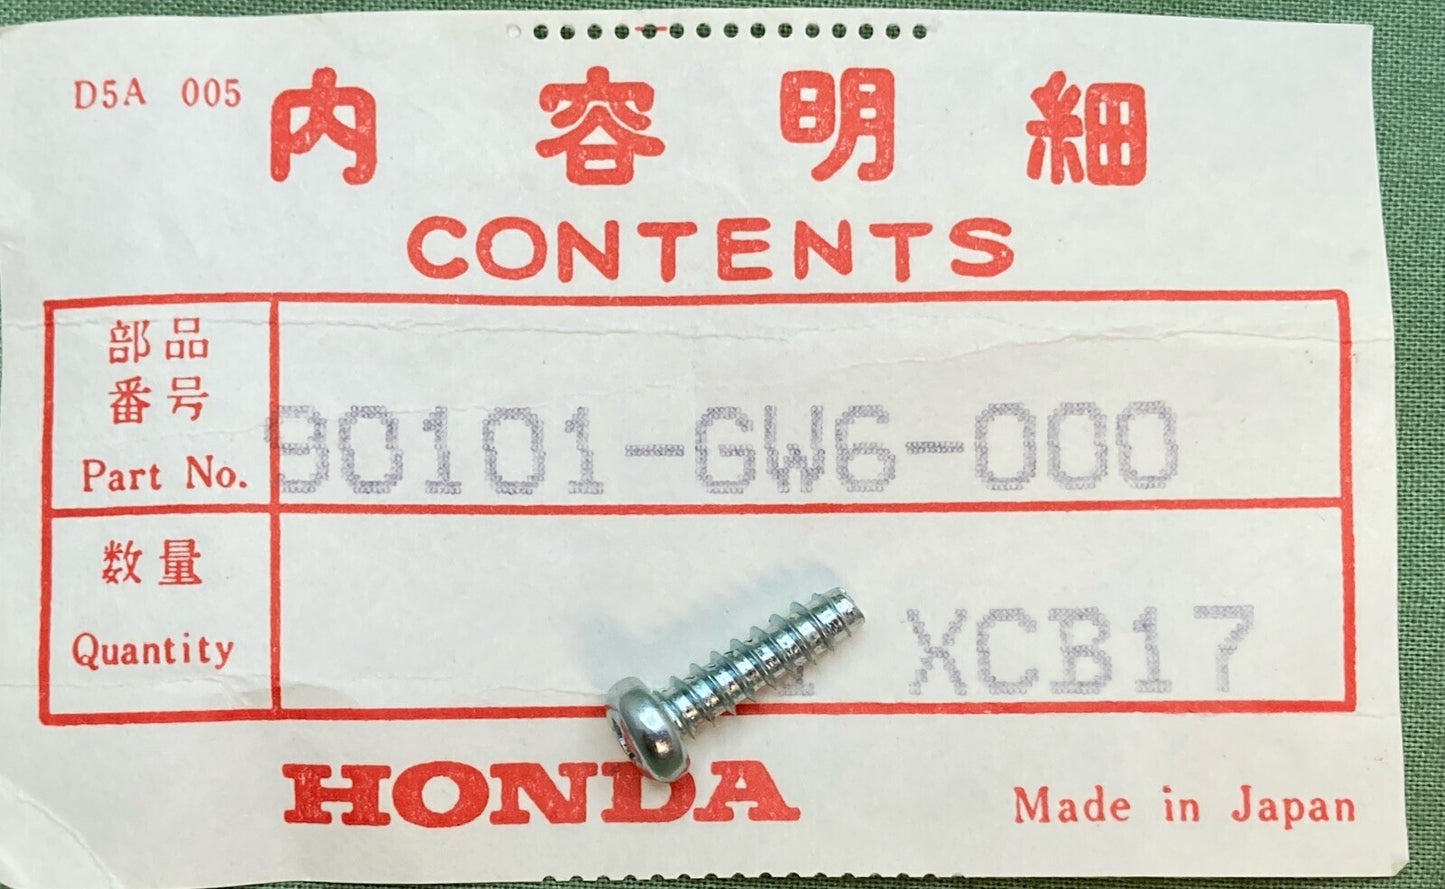 D5A 005
内容明細
CONTENTS
部品
番号
Part No.
90101-GW6-000
数量
Quantity
1 XCB17
HONDA
Made in Japan